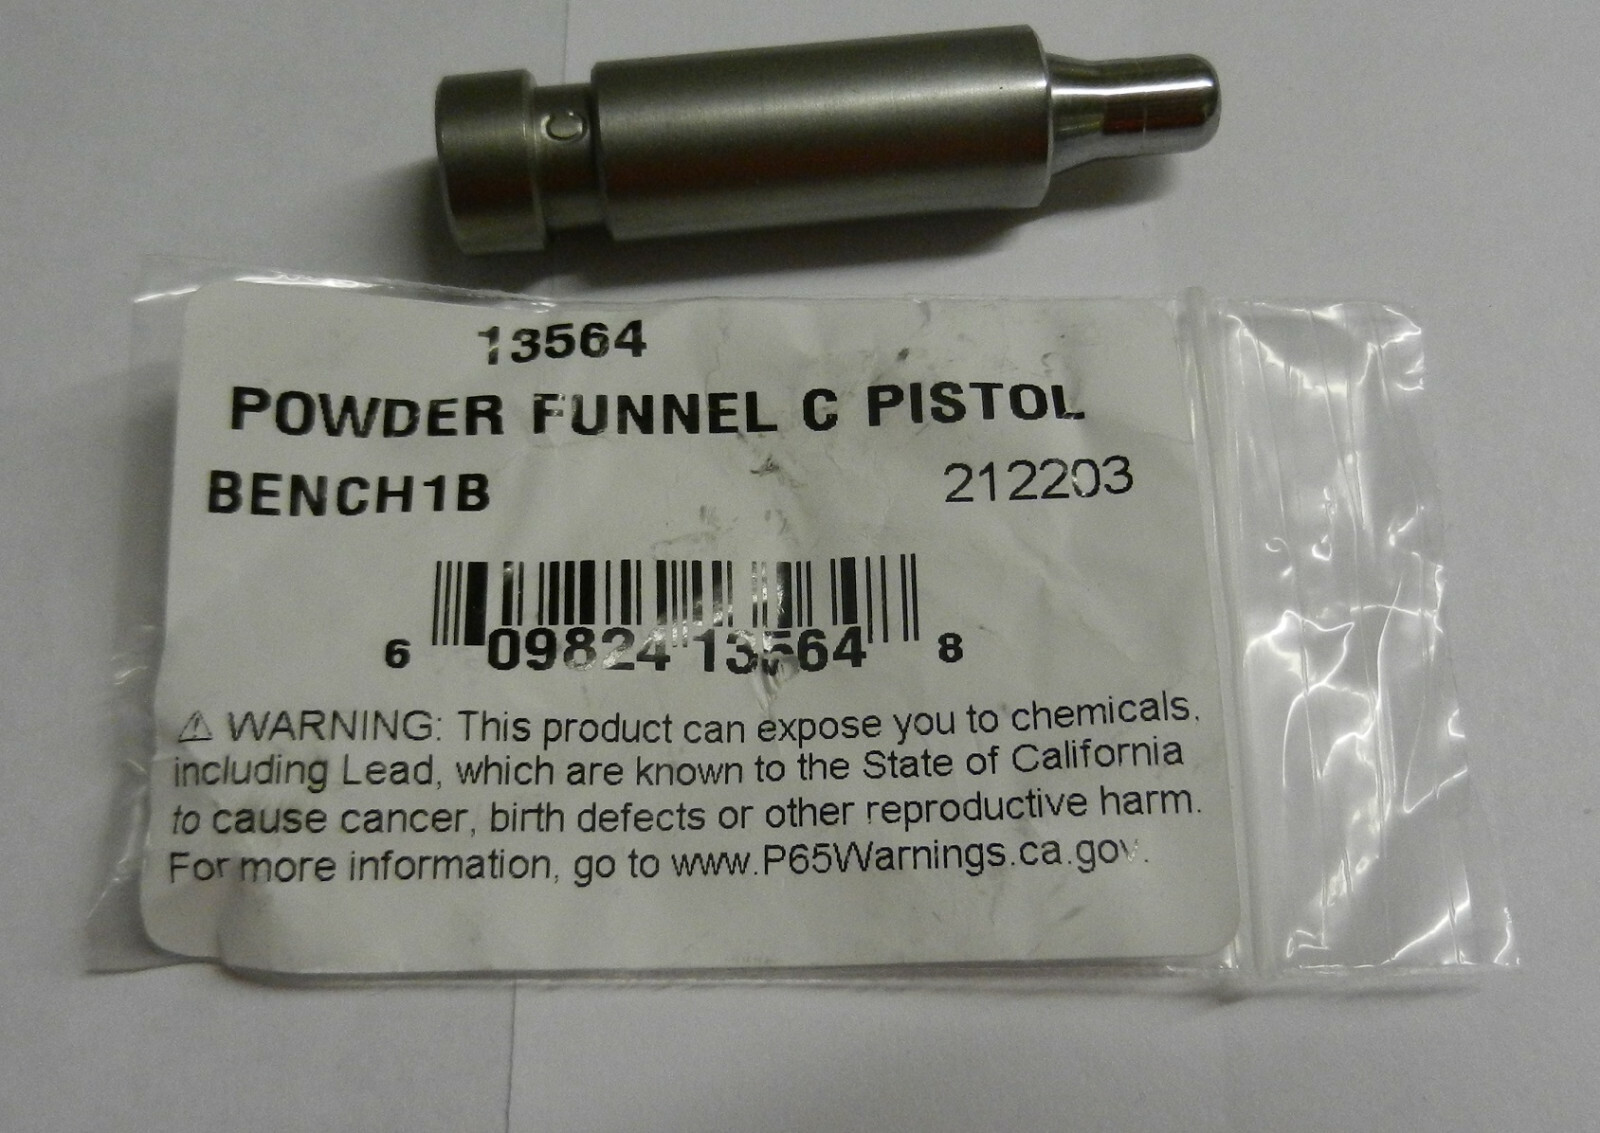 C
13564
POWDER FUNNEL C PISTOL
BENCH1B 212203
6 09824 13564 8
⚠ WARNING: This product can expose you to chemicals,
including Lead, which are known to the State of California
to cause cancer, birth defects or other reproductive harm.
For more information, go to www.P65Warnings.ca.gov.